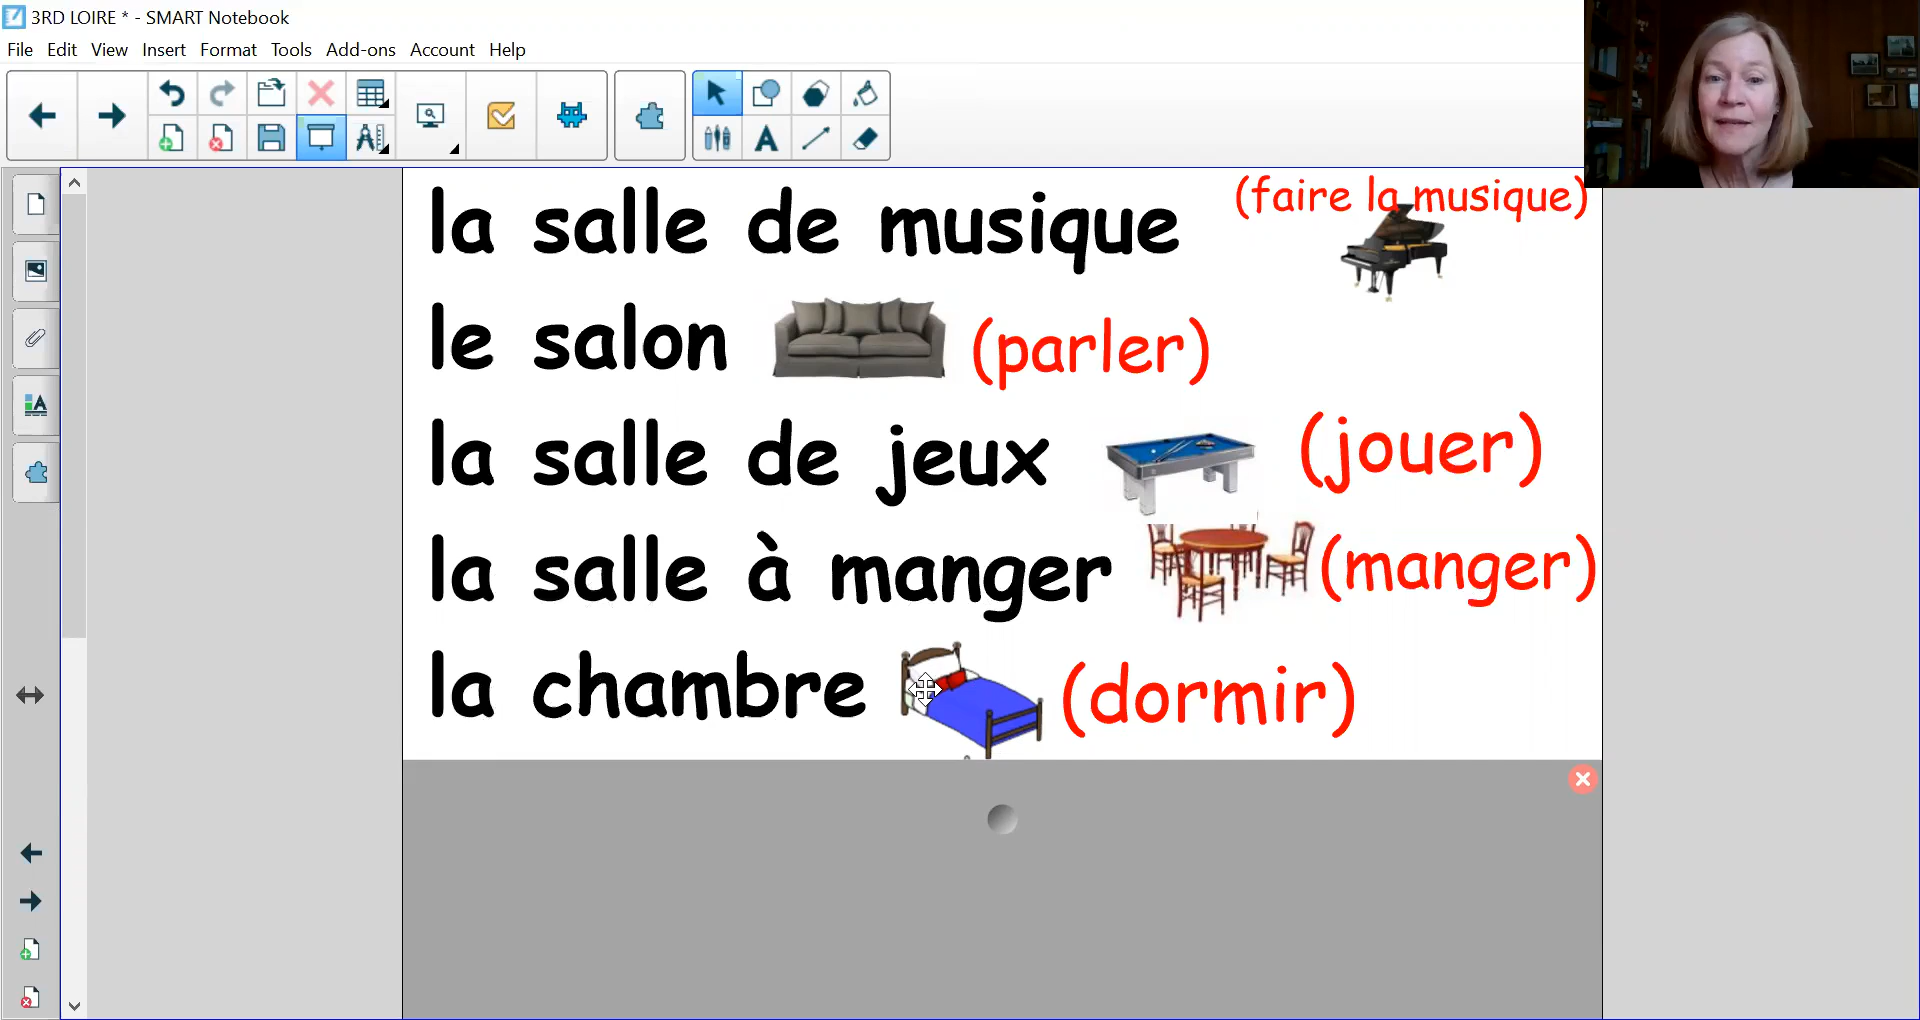 3RD LOIRE * - SMART Notebook
File Edit View Insert Format Tools Add-ons Account Help
la salle de musique (faire la musique)
le salon (parler)
la salle de jeux (jouer)
la salle à manger (manger)
la chambre (dormir)